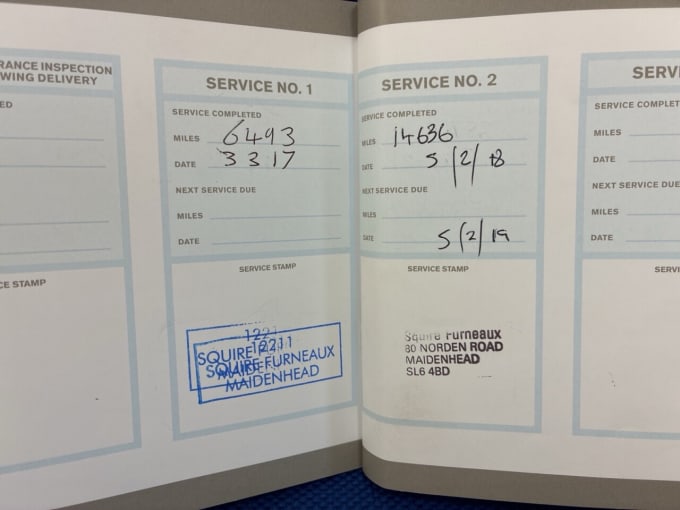 RANCE INSPECTION
WING DELIVERY
ED
CE STAMP
SERVICE NO. 1
SERVICE COMPLETED
MILES 6493
DATE 3 3 17
NEXT SERVICE DUE
MILES
DATE
SERVICE STAMP
12211
SQUIRE FURNEAUX
MAIDENHEAD
SERVICE NO. 2
SERVICE COMPLETED
MILES 14636
DATE 5/2/18
NEXT SERVICE DUE
MILES
DATE 5/2/19
SERVICE STAMP
Squire Furneaux
80 NORDEN ROAD
MAIDENHEAD
SL6 4BD
SERVI
SERVICE COMPLET
MILES
DATE
NEXT SERVICE DUE
MILES
DATE
SERVI